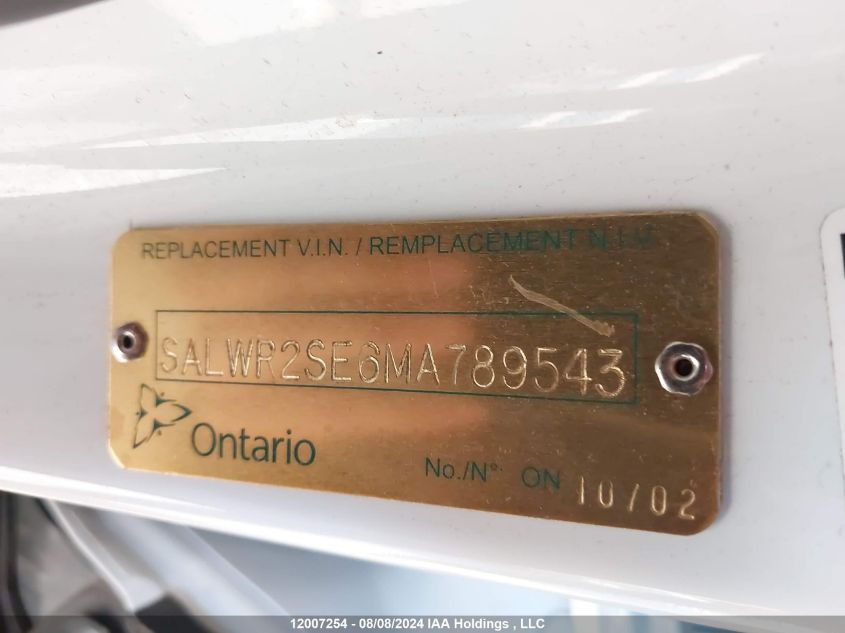 REPLACEMENT V.I.N. / REMPLACEMENT N.I.V.
SALWR2SE6MA789543
Ontario
No./N° ON 10702
12007254 - 08/08/2024 IAA Holdings , LLC